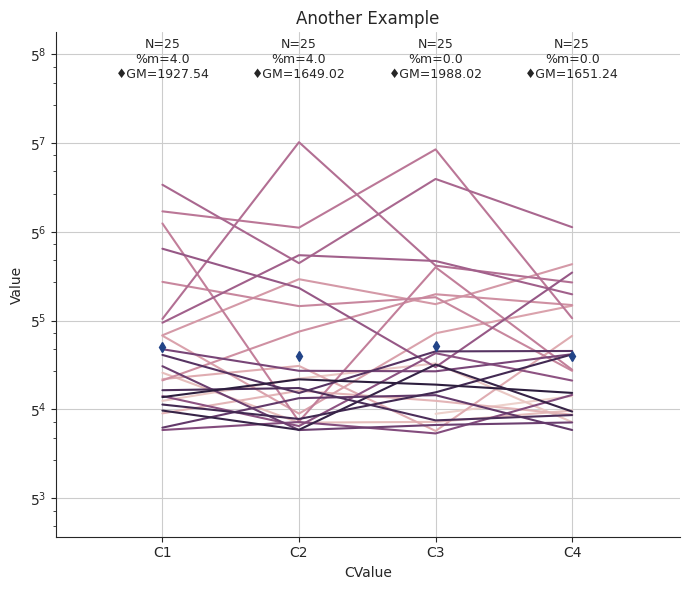 Another Example
N=25 N=25 N=25 N=25
%m=4.0 %m=4.0 %m=0.0 %m=0.0
♦GM=1927.54 ♦GM=1649.02 ♦GM=1988.02 ♦GM=1651.24
5⁸
5⁷
5⁶
5⁵
5⁴
5³
Value
C1 C2 C3 C4
CValue